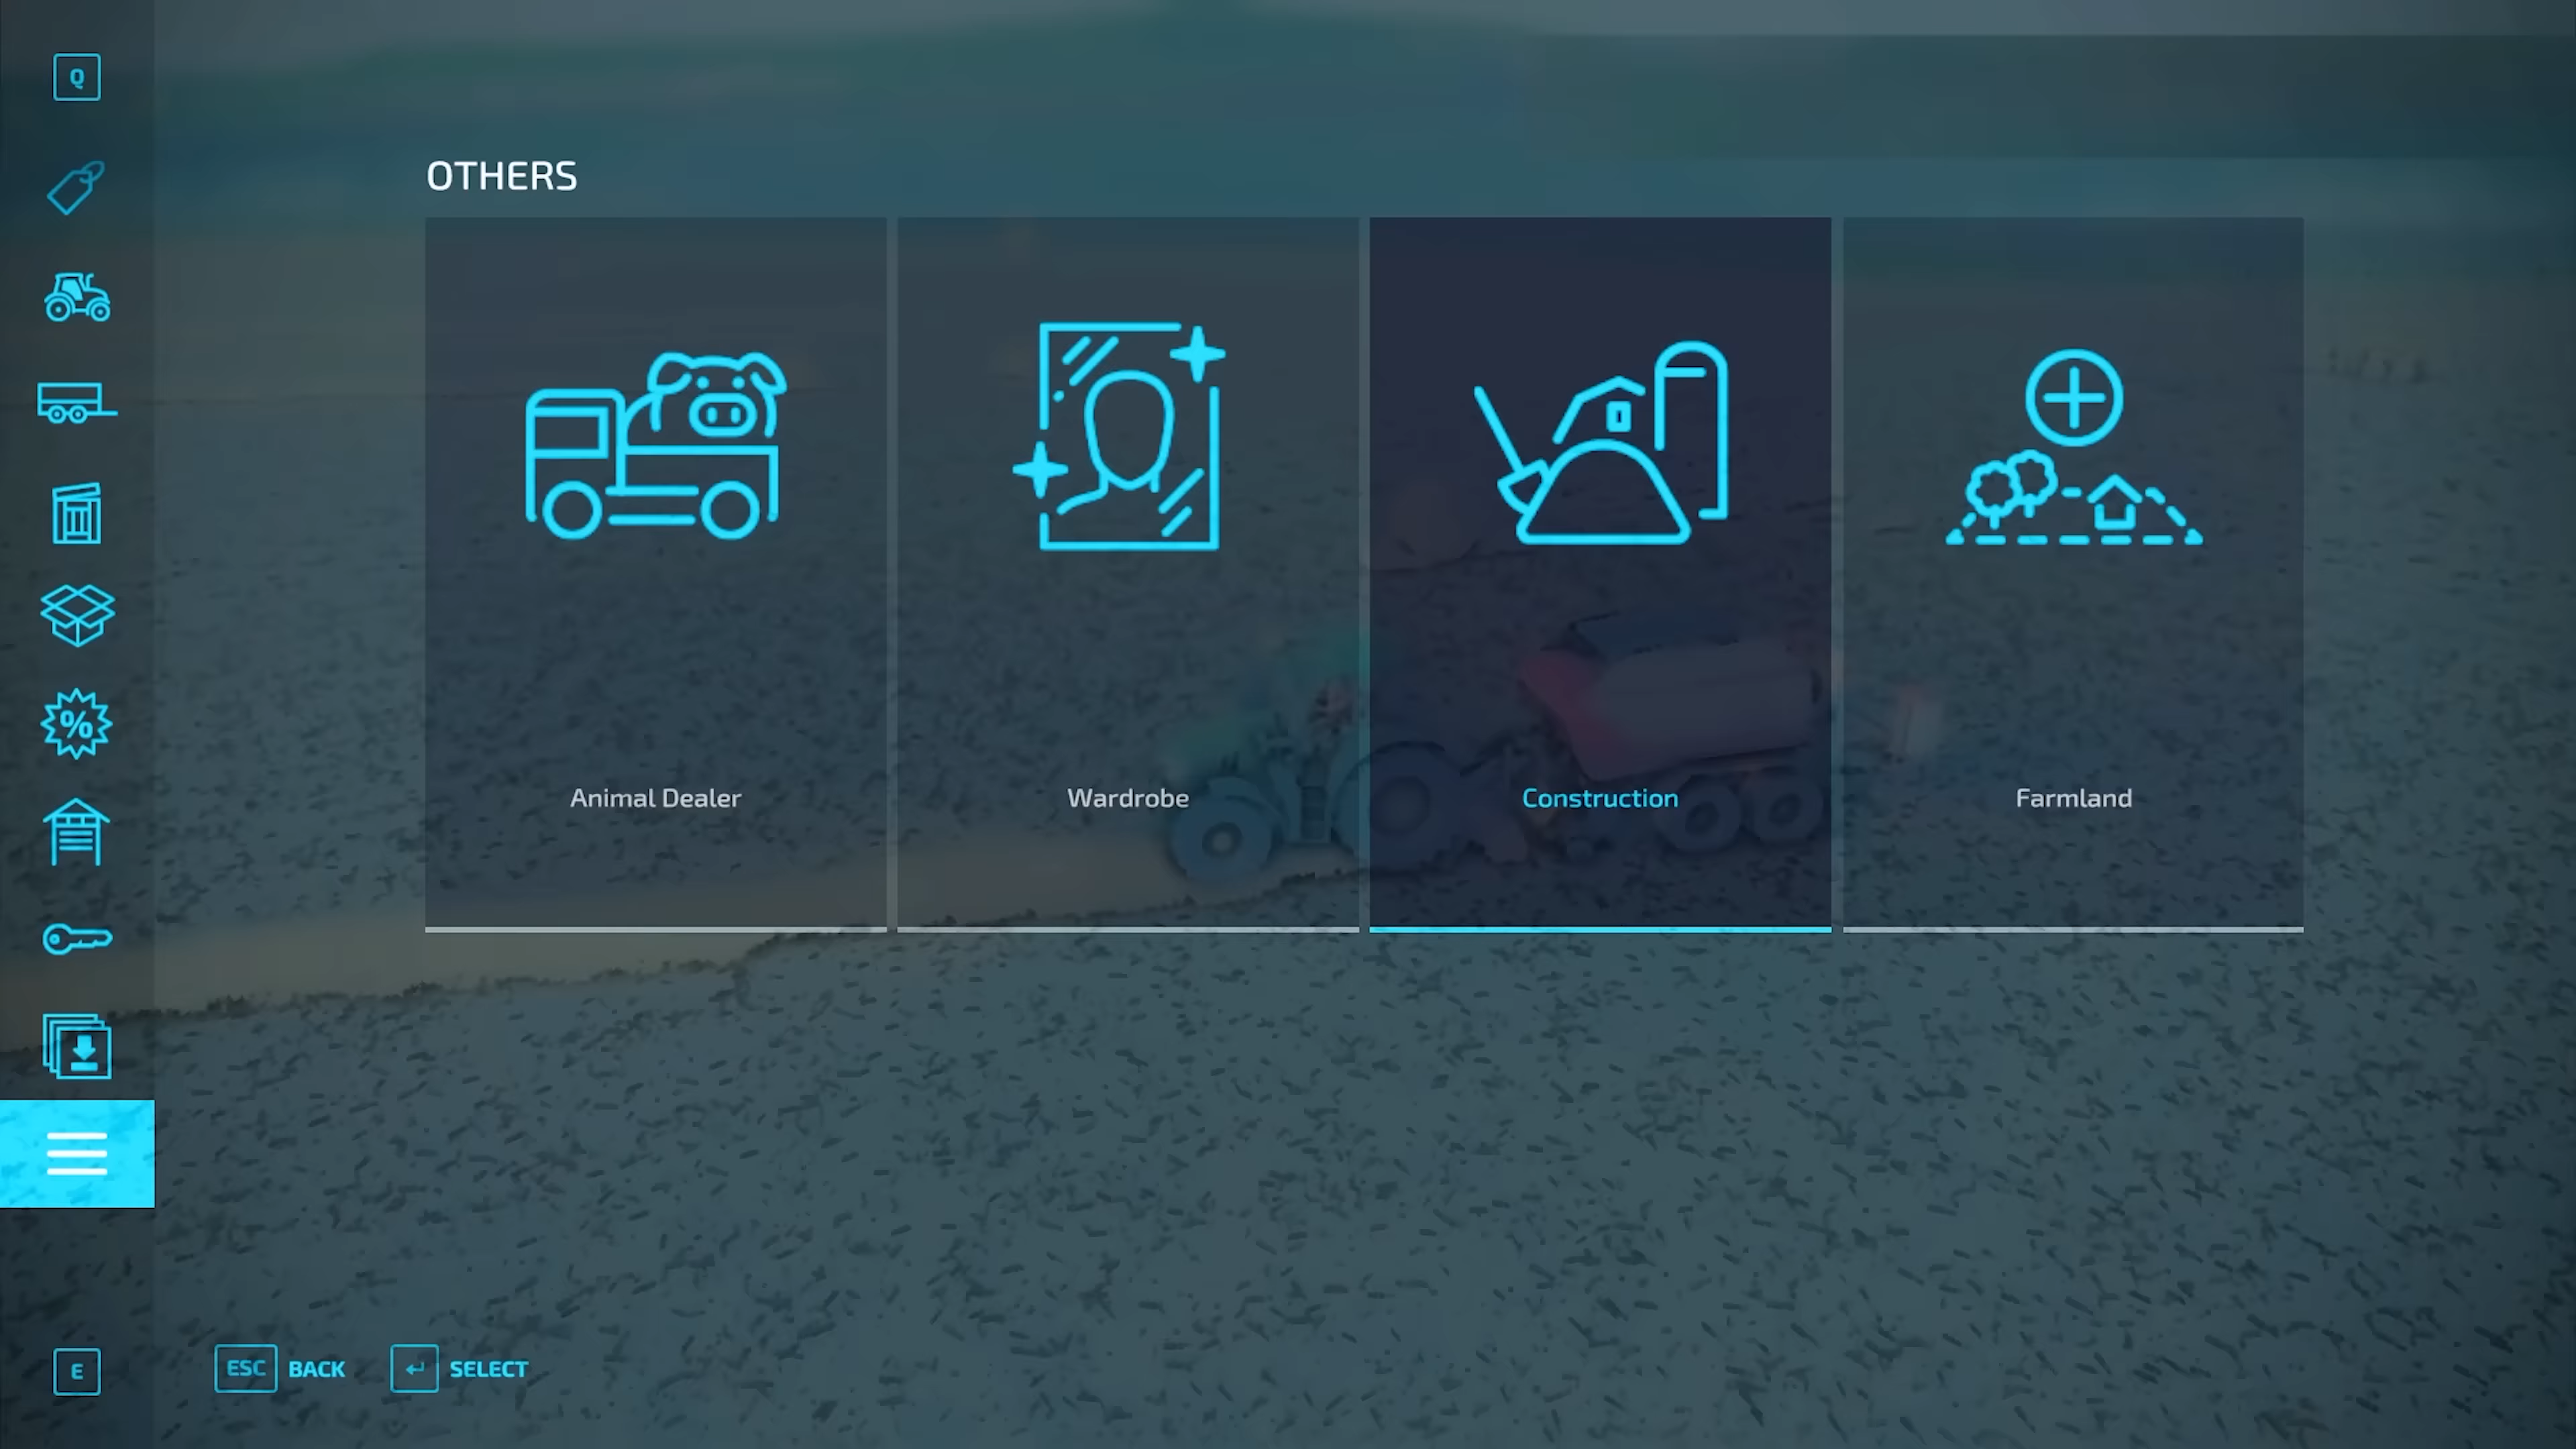 Q
OTHERS
%
Animal Dealer
Wardrobe
Construction
Farmland
E
ESC BACK
SELECT